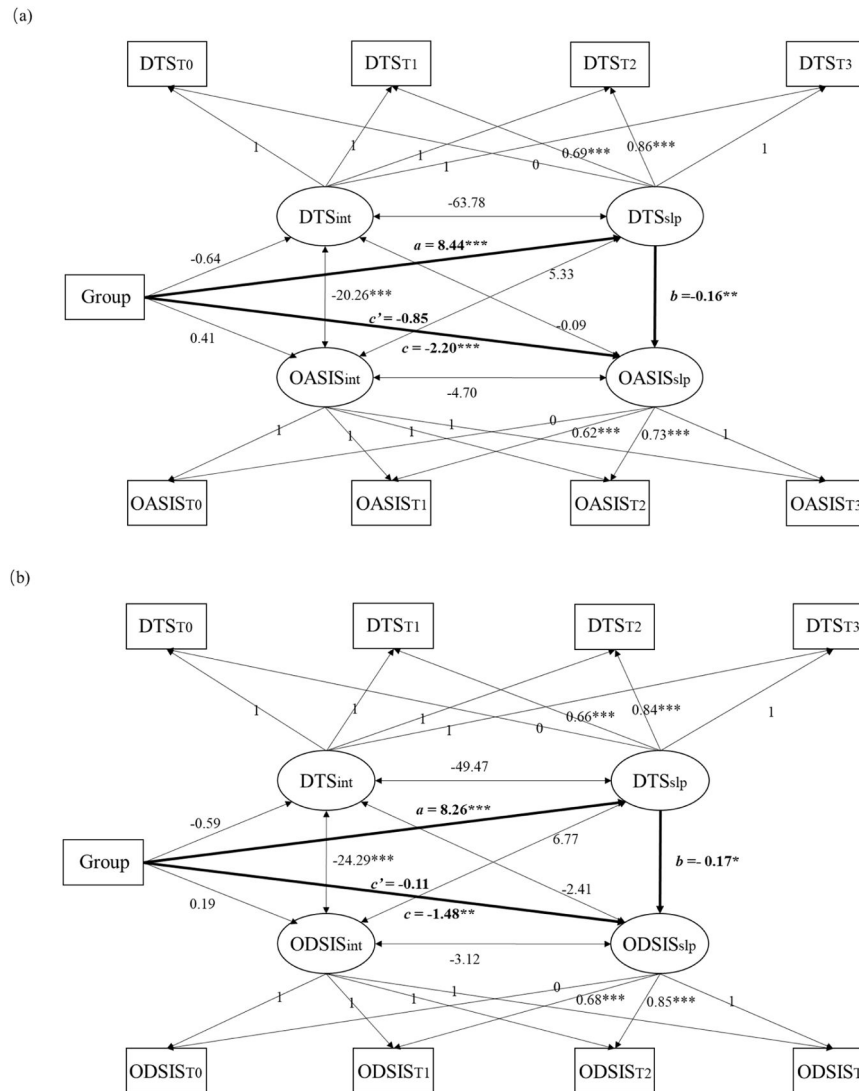 (a)
DTST0 DTST1 DTST2 DTST3
1 1 1 1 0 0.69*** 0.86*** 1
DTSint -63.78 DTSslp
-0.64 a = 8.44***
Group -20.26*** 5.33 b =-0.16**
c' = -0.85 -0.09
0.41 c = -2.20***
OASISint -4.70 OASISslp
1 1 1 1 0 0.62*** 0.73*** 1
OASIST0 OASIST1 OASIST2 OASIST3
(b)
DTST0 DTST1 DTST2 DTST3
1 1 1 1 0 0.66*** 0.84*** 1
DTSint -49.47 DTSslp
-0.59 a = 8.26***
Group -24.29*** 6.77 b =- 0.17*
c' = -0.11 -2.41
0.19 c = -1.48**
ODSISint -3.12 ODSISslp
1 1 1 1 0 0.68*** 0.85*** 1
ODSIST0 ODSIST1 ODSIST2 ODSIST